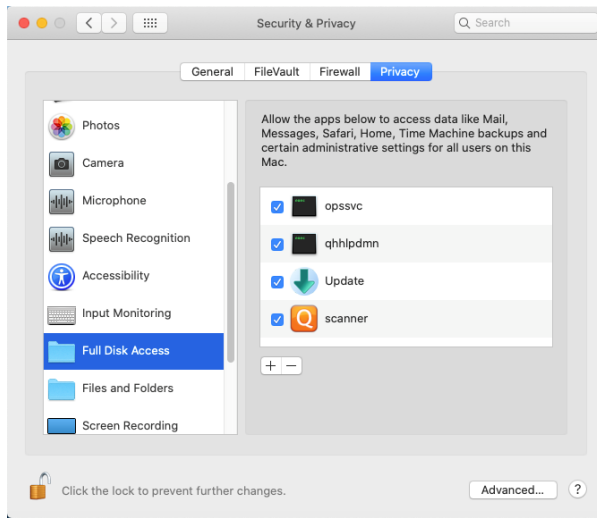 Security & Privacy
Search
General
FileVault
Firewall
Privacy
Photos
Camera
Microphone
Speech Recognition
Accessibility
Input Monitoring
Full Disk Access
Files and Folders
Screen Recording
Allow the apps below to access data like Mail,
Messages, Safari, Home, Time Machine backups and
certain administrative settings for all users on this
Mac.
opssvc
qhhlpdmn
Update
scanner
Click the lock to prevent further changes.
Advanced...
?